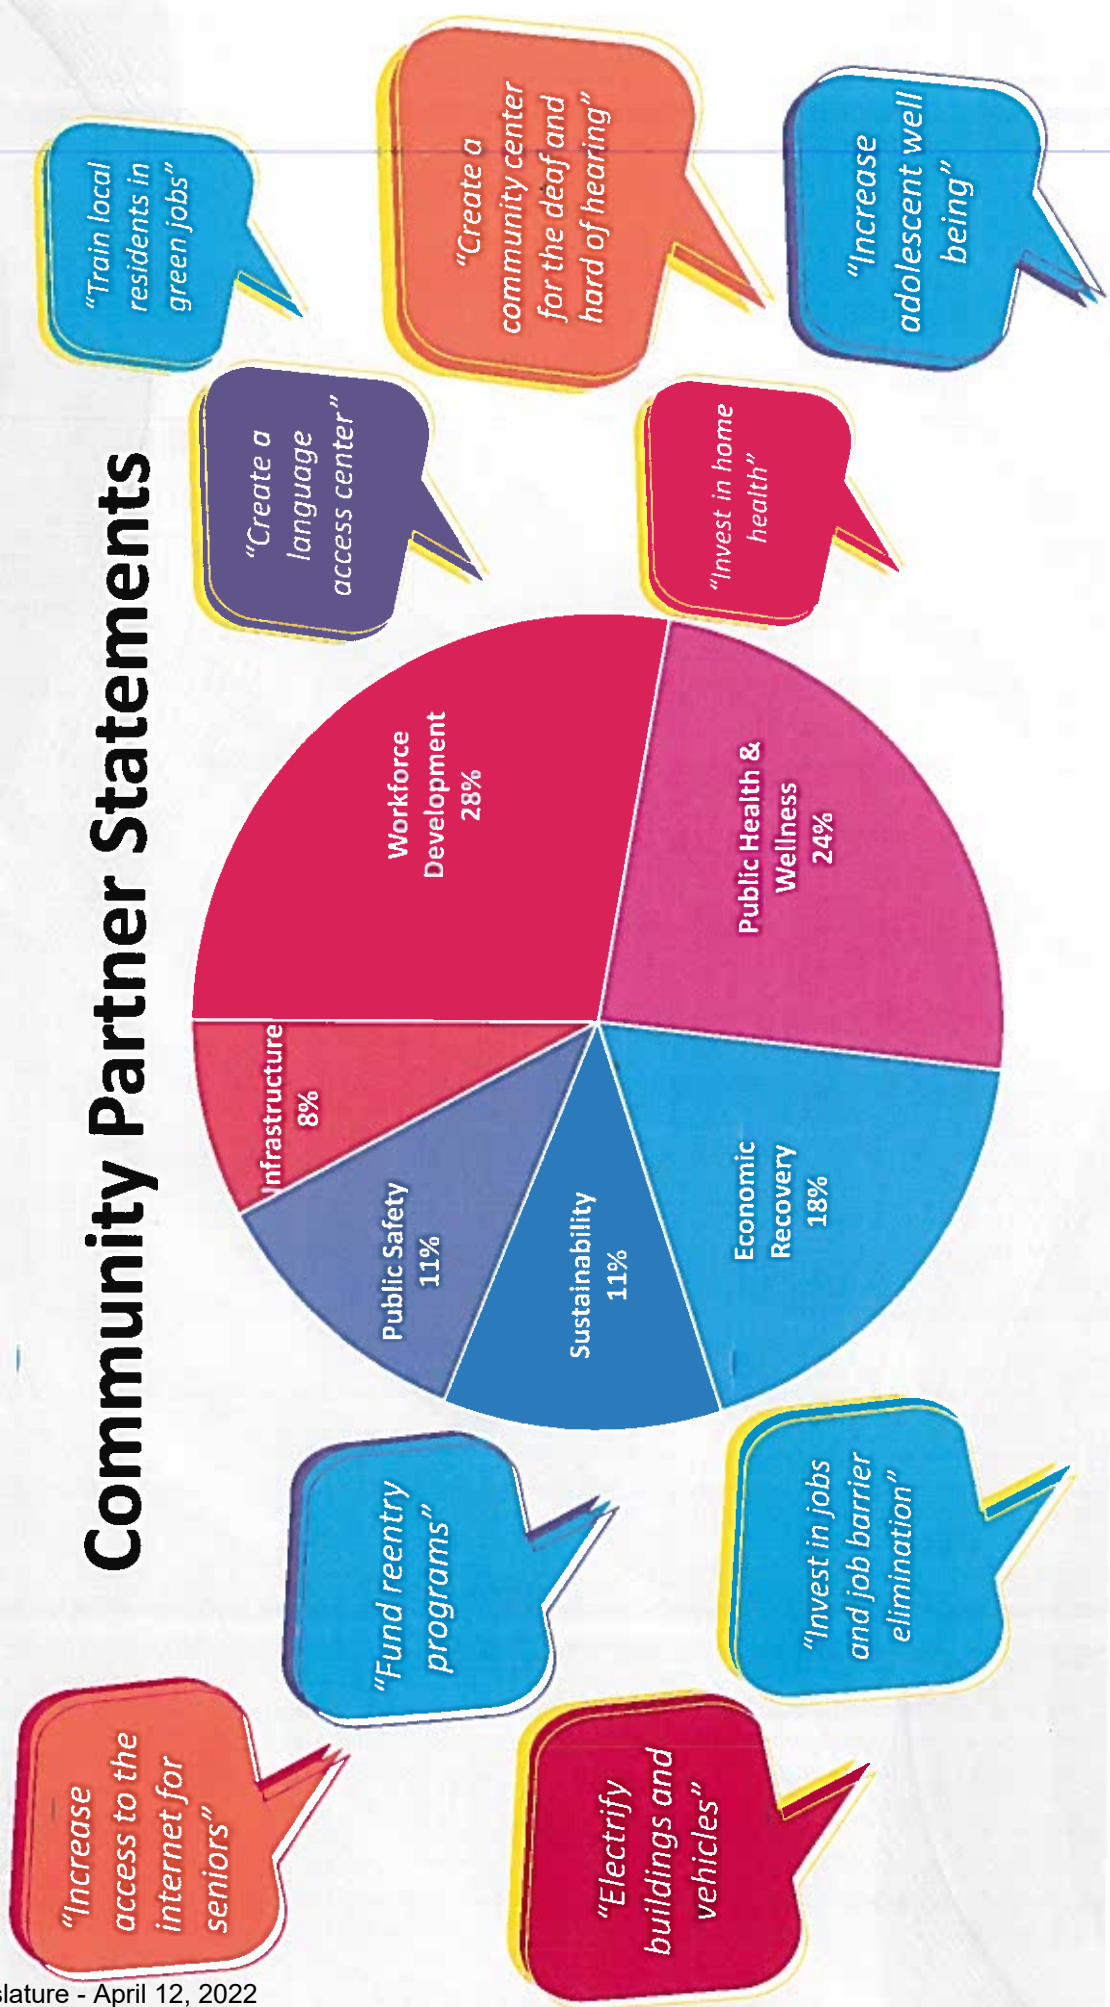 Community Partner Statements
“Increase
access to the
internet for
seniors”
“Fund reentry
programs”
“Electrify
buildings and
vehicles”
“Invest in jobs
and job barrier
elimination”
Infrastructure
8%
Workforce
Development
28%
Public Safety
11%
Sustainability
11%
Economic
Recovery
18%
Public Health &
Wellness
24%
“Train local
residents in
green jobs”
“Create a
language
access center”
“Create a
community center
for the deaf and
hard of hearing”
“Invest in home
health”
“Increase
adolescent well
being”
- April 12, 2022